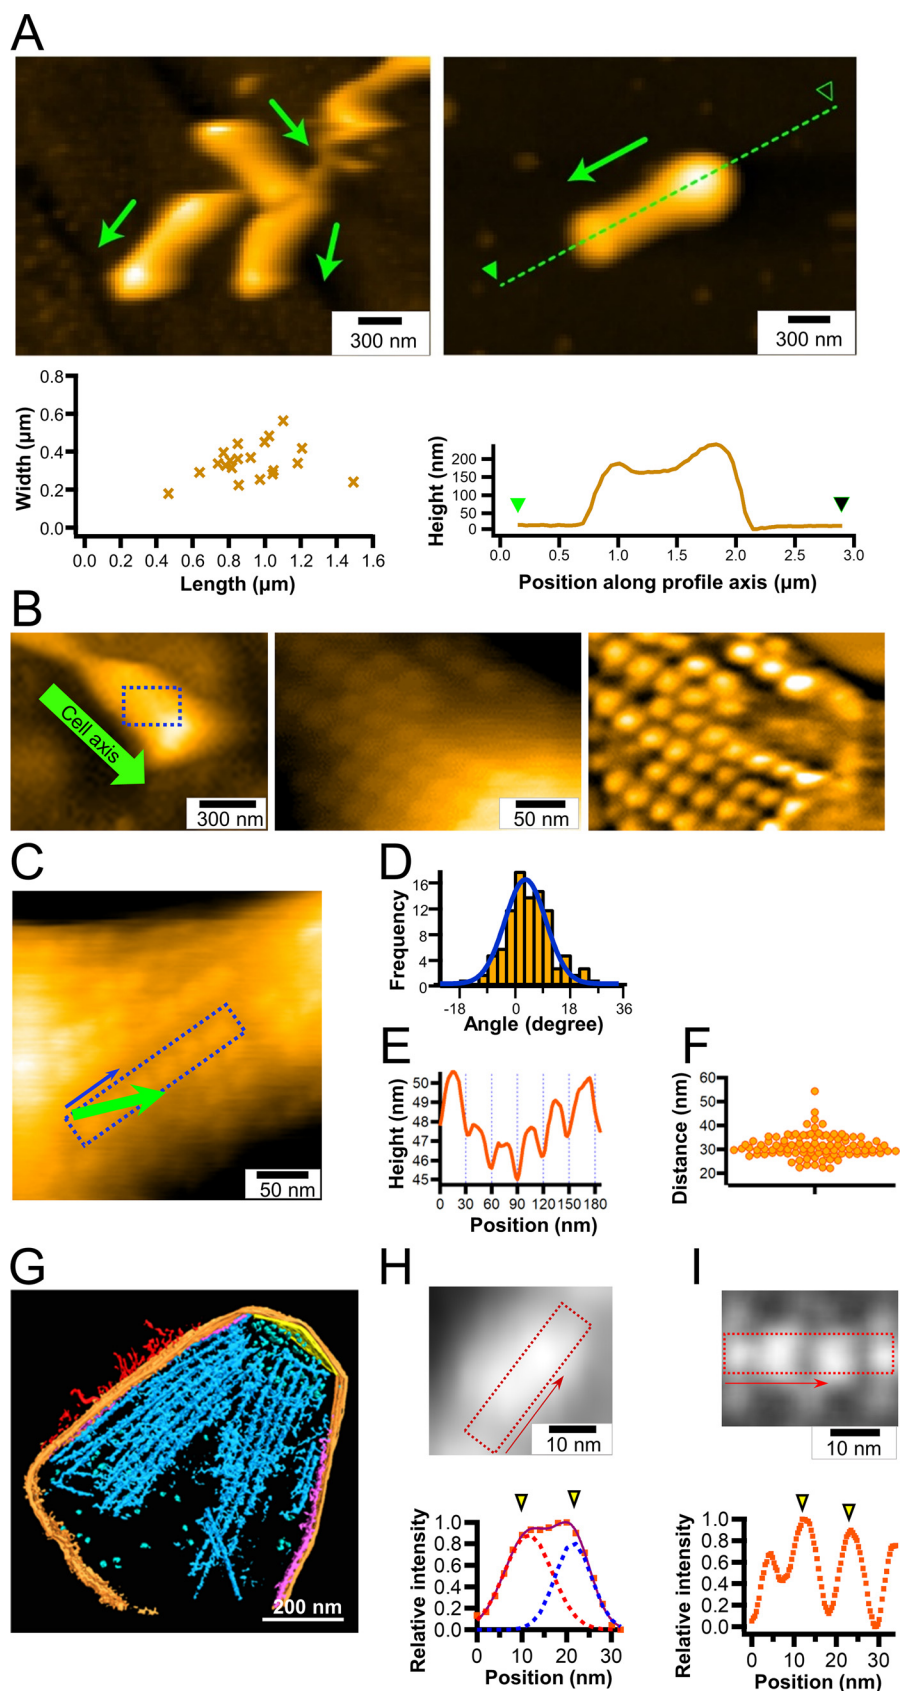 A
300 nm
300 nm
0.8
0.6
0.4
0.2
0.0
Width (μm)
0.0 0.2 0.4 0.6 0.8 1.0 1.2 1.4 1.6
Length (μm)
200
150
100
50
0
Height (nm)
0.0 0.5 1.0 1.5 2.0 2.5 3.0
Position along profile axis (μm)
B
Cell axis
300 nm
50 nm
C
50 nm
D
16
12
8
4
0
Frequency
-18 0 18 36
Angle (degree)
E
50
49
48
47
46
45
Height (nm)
0 30 60 90 120 150 180
Position (nm)
F
60
50
40
30
20
Distance (nm)
G
200 nm
H
10 nm
1.0
0.8
0.6
0.4
0.2
0.0
Relative intensity
0 10 20 30
Position (nm)
I
10 nm
1.0
0.8
0.6
0.4
0.2
0.0
Relative intensity
0 10 20 30
Position (nm)